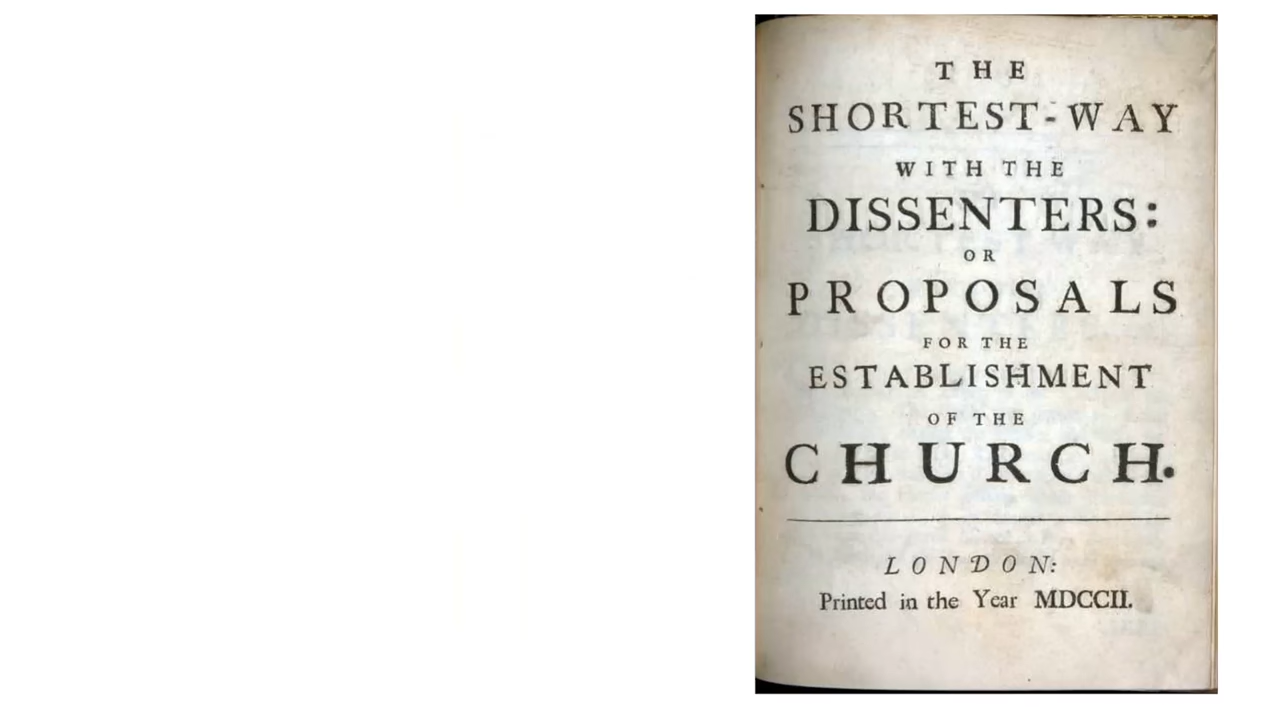 THE
SHORTEST-WAY
WITH THE
DISSENTERS:
OR
PROPOSALS
FOR THE
ESTABLISHMENT
OF THE
CHURCH.
LONDON:
Printed in the Year MDCCII.